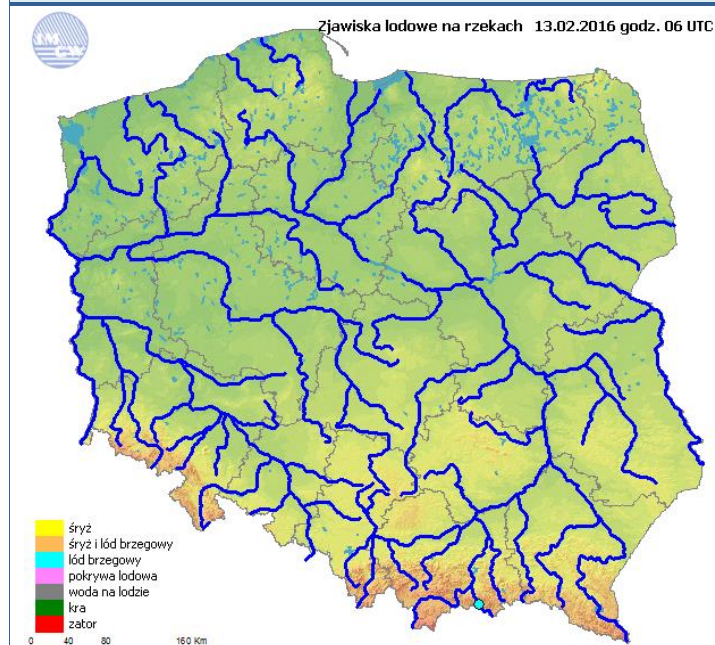 Zjawiska lodowe na rzekach 13.02.2016 godz. 06 UTC
IMGW
śryż
śryż i lód brzegowy
lód brzegowy
pokrywa lodowa
woda na lodzie
kra
zator
0 40 80 160 Km